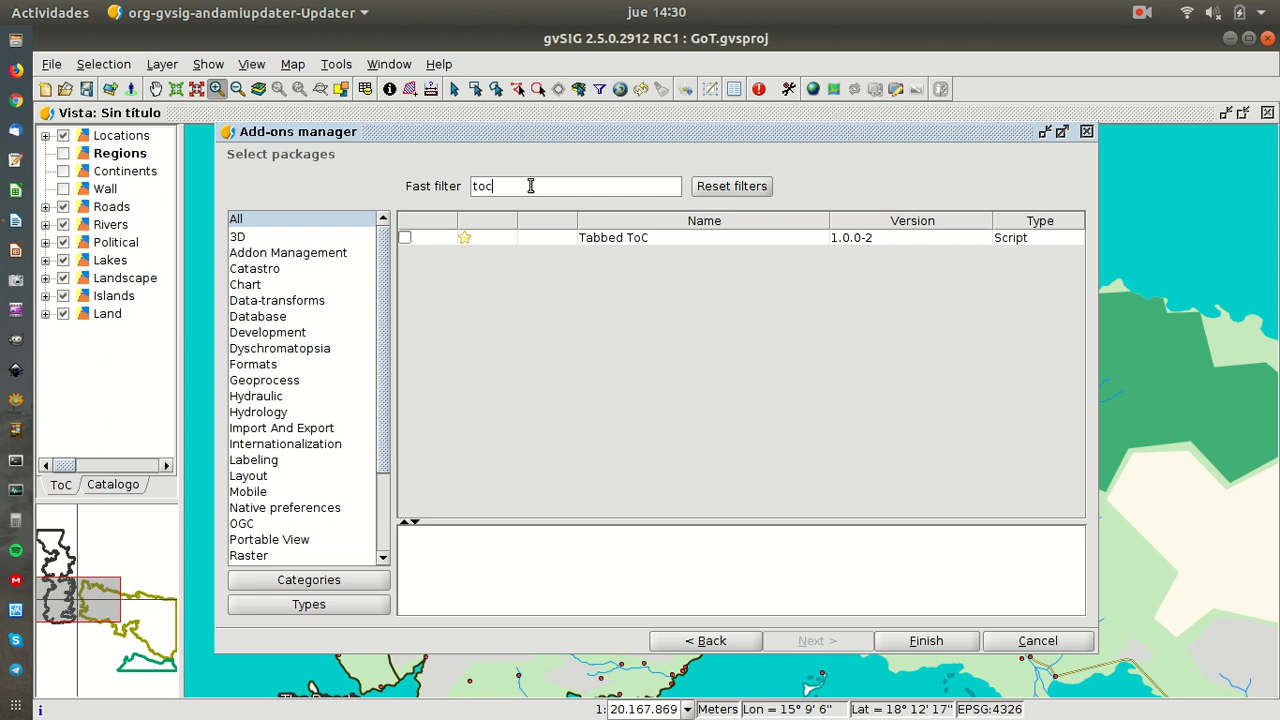 Actividades org-gvsig-andamiupdater-Updater jue 14:30
gvSIG 2.5.0.2912 RC1 : GoT.gvsproj
File Selection Layer Show View Map Tools Window Help
Vista: Sin título
Locations
Regions
Continents
Wall
Roads
Rivers
Political
Lakes
Landscape
Islands
Land
ToC Catalogo
Add-ons manager
Select packages
Fast filter toc Reset filters
All
3D
Addon Management
Catastro
Chart
Data-transforms
Database
Development
Dyschromatopsia
Formats
Geoprocess
Hydraulic
Hydrology
Import And Export
Internationalization
Labeling
Layout
Mobile
Native preferences
OGC
Portable View
Raster
Categories
Types
Name Version Type
Tabbed ToC 1.0.0-2 Script
< Back Next > Finish Cancel
1: 20.167.869 Meters Lon = 15° 9' 6" Lat = 18° 12' 17" EPSG:4326